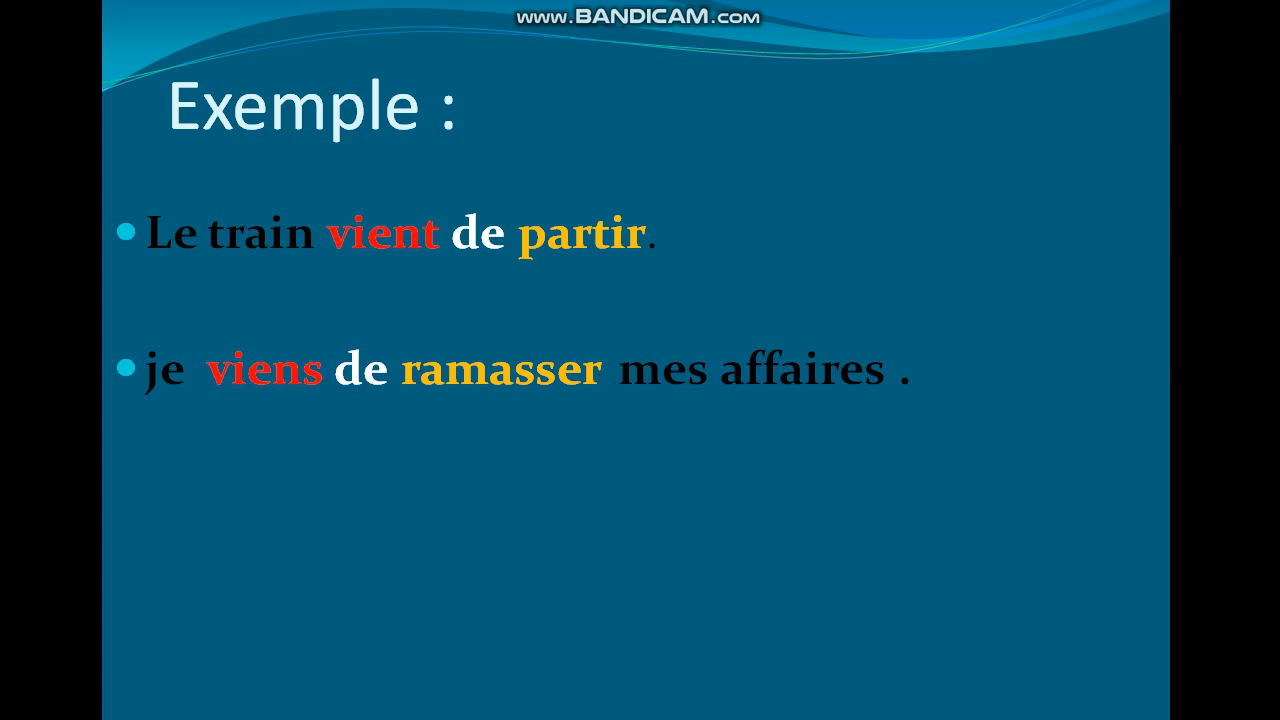 www.BANDICAM.com
Exemple :
Le train vient de partir.
je viens de ramasser mes affaires .